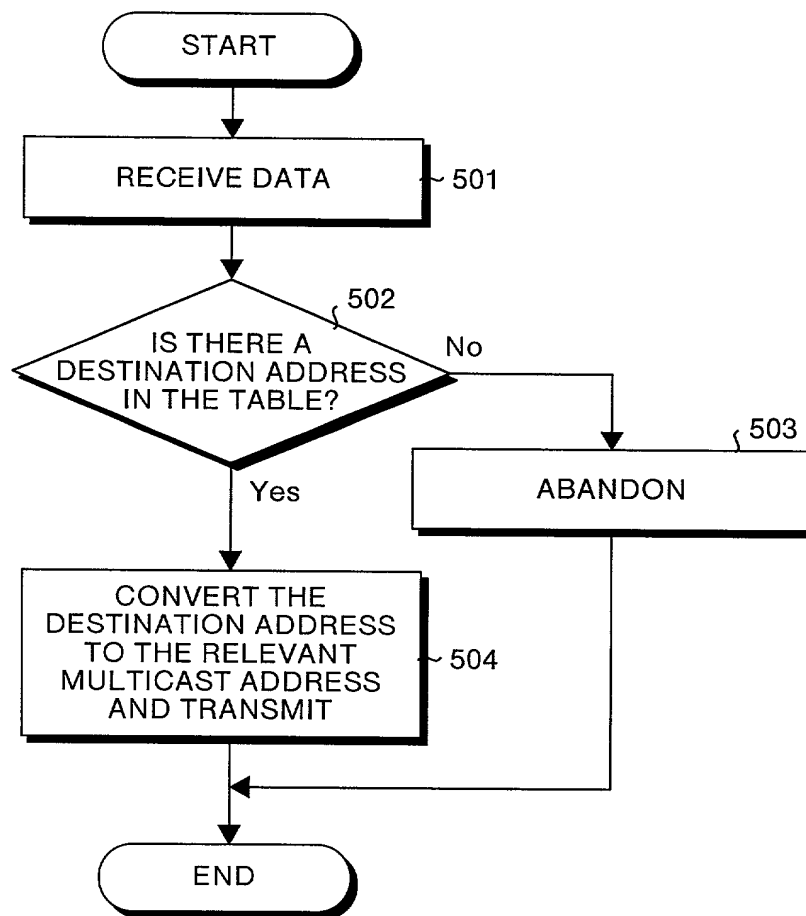 START
RECEIVE DATA
501
502
IS THERE A
DESTINATION ADDRESS
IN THE TABLE?
No
Yes
503
ABANDON
CONVERT THE
DESTINATION ADDRESS
TO THE RELEVANT
MULTICAST ADDRESS
AND TRANSMIT
504
END